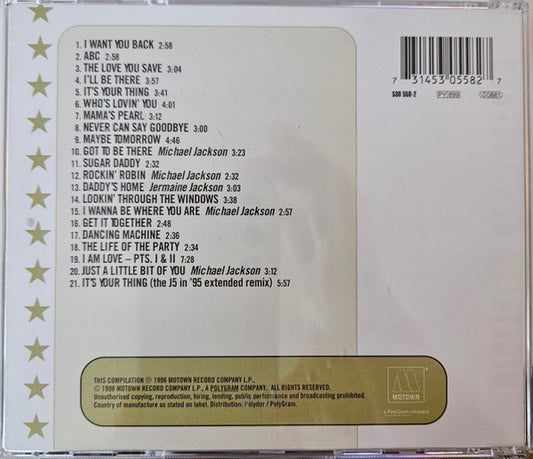 1. I WANT YOU BACK 2:58
2. ABC 2:58
3. THE LOVE YOU SAVE 3:04
4. I'LL BE THERE 3:57
5. IT'S YOUR THING 3:41
6. WHO'S LOVIN' YOU 4:01
7. MAMA'S PEARL 3:12
8. NEVER CAN SAY GOODBYE 3:00
9. MAYBE TOMORROW 4:46
10. GOT TO BE THERE Michael Jackson 3:23
11. SUGAR DADDY 2:32
12. ROCKIN' ROBIN Michael Jackson 2:32
13. DADDY'S HOME Jermaine Jackson 3:03
14. LOOKIN' THROUGH THE WINDOWS 3:38
15. I WANNA BE WHERE YOU ARE Michael Jackson 2:57
16. GET IT TOGETHER 2:48
17. DANCING MACHINE 2:36
18. THE LIFE OF THE PARTY 2:34
19. I AM LOVE – PTS. I & II 7:28
20. JUST A LITTLE BIT OF YOU Michael Jackson 3:12
21. IT'S YOUR THING (the J5 in '95 extended remix) 5:57
7 31453 05582 7
530 558-2 PY 899
THIS COMPILATION ℗ 1996 MOTOWN RECORD COMPANY L.P.,
© 1998 MOTOWN RECORD COMPANY L.P., A POLYGRAM COMPANY. ALL RIGHTS RESERVED.
Unauthorised copying, reproduction, hiring, lending, public performance and broadcasting prohibited.
Country of manufacture as stated on label. Distribution: Polydor / PolyGram.
M
MOTOWN
a PolyGram company